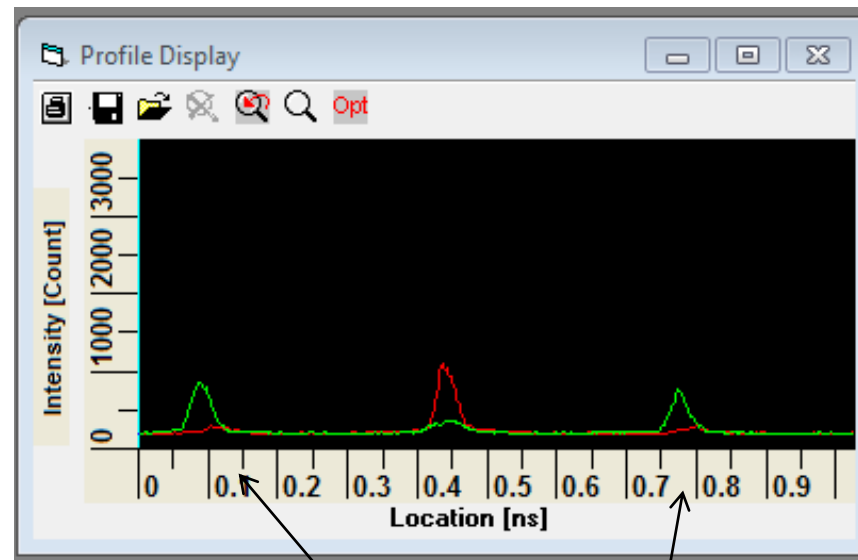 Profile Display
Opt
3000
2000
1000
0
Intensity [Count]
0 0.1 0.2 0.3 0.4 0.5 0.6 0.7 0.8 0.9
Location [ns]